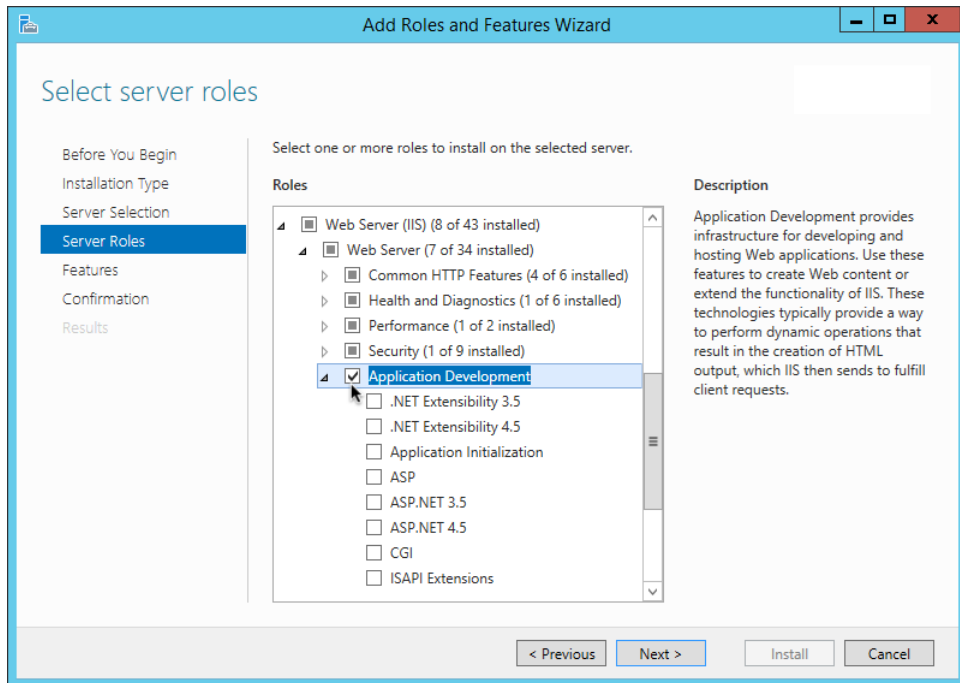 Add Roles and Features Wizard
Select server roles
Before You Begin
Installation Type
Server Selection
Server Roles
Features
Confirmation
Results
Select one or more roles to install on the selected server.
Roles
Web Server (IIS) (8 of 43 installed)
Web Server (7 of 34 installed)
Common HTTP Features (4 of 6 installed)
Health and Diagnostics (1 of 6 installed)
Performance (1 of 2 installed)
Security (1 of 9 installed)
Application Development
.NET Extensibility 3.5
.NET Extensibility 4.5
Application Initialization
ASP
ASP.NET 3.5
ASP.NET 4.5
CGI
ISAPI Extensions
Description
Application Development provides
infrastructure for developing and
hosting Web applications. Use these
features to create Web content or
extend the functionality of IIS. These
technologies typically provide a way
to perform dynamic operations that
result in the creation of HTML
output, which IIS then sends to fulfill
client requests.
< Previous
Next >
Install
Cancel